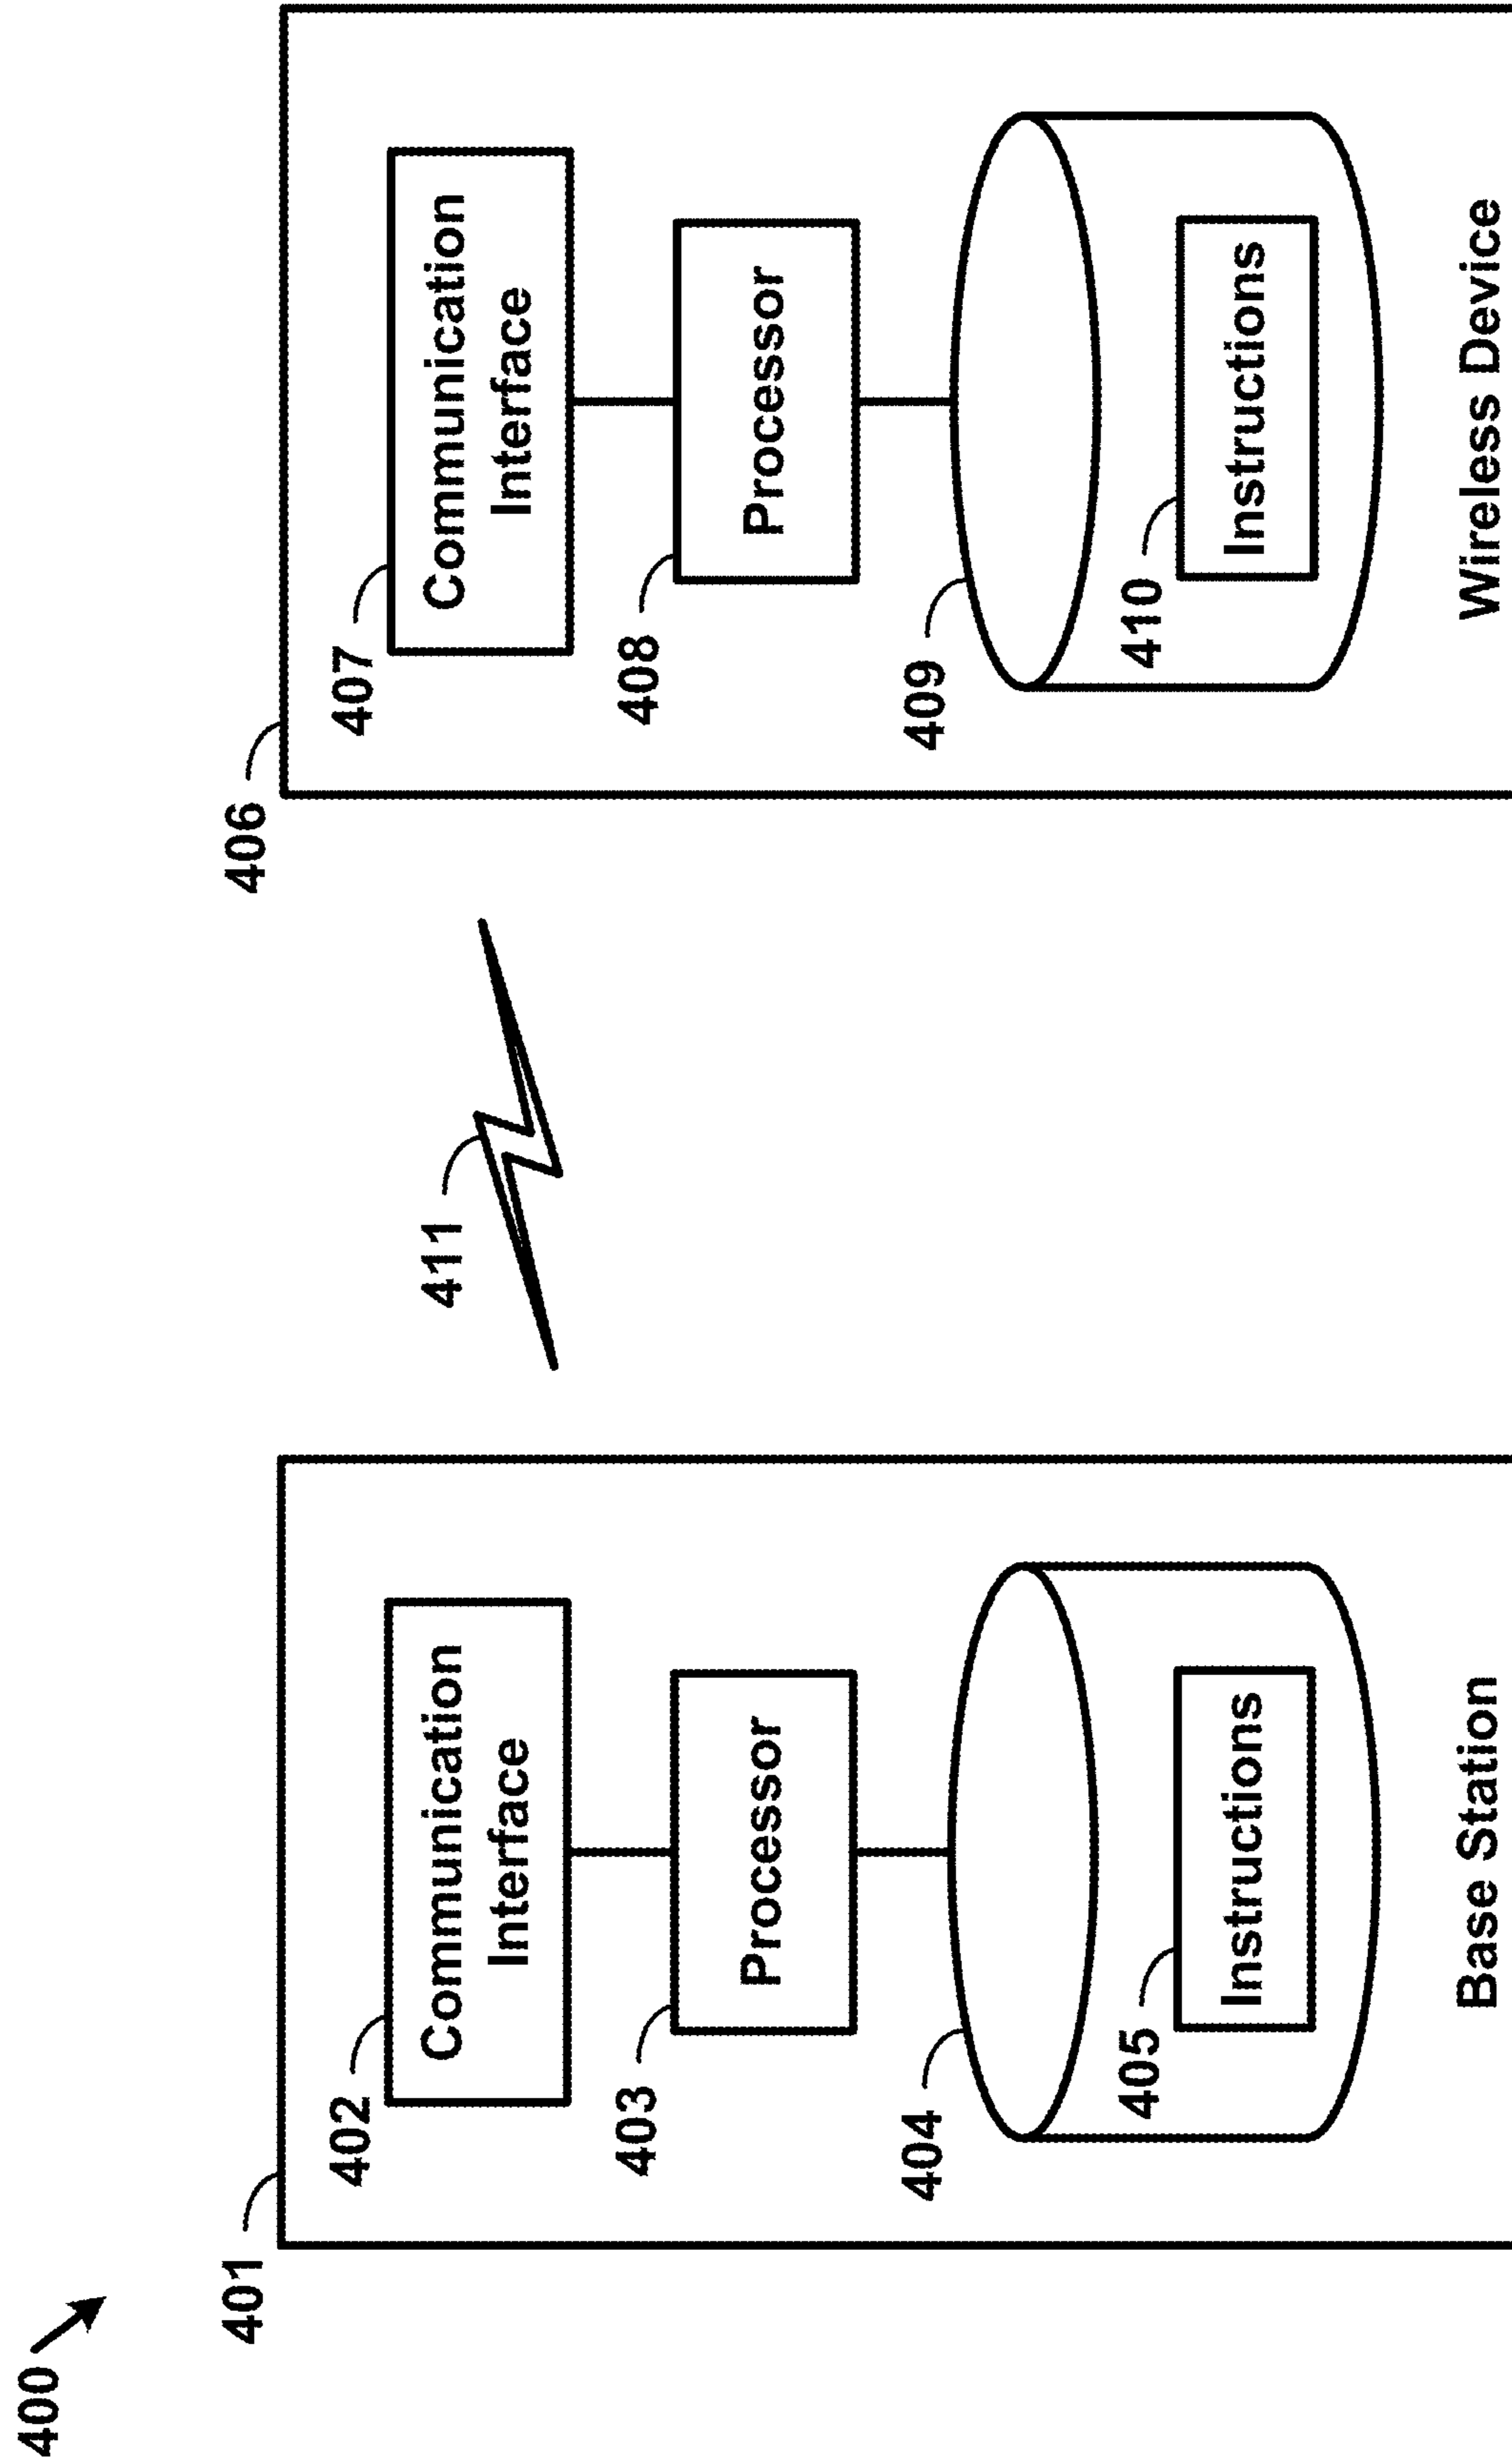 400
401
402
Communication
Interface
403
Processor
404
405
Instructions
Base Station
411
406
407
Communication
Interface
408
Processor
409
410
Instructions
Wireless Device